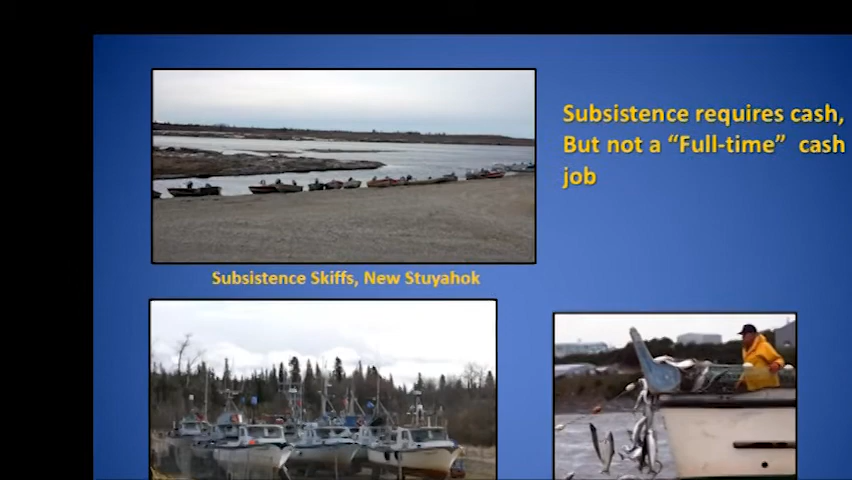 Subsistence requires cash,
But not a “Full-time”  cash
job
Subsistence Skiffs, New Stuyahok